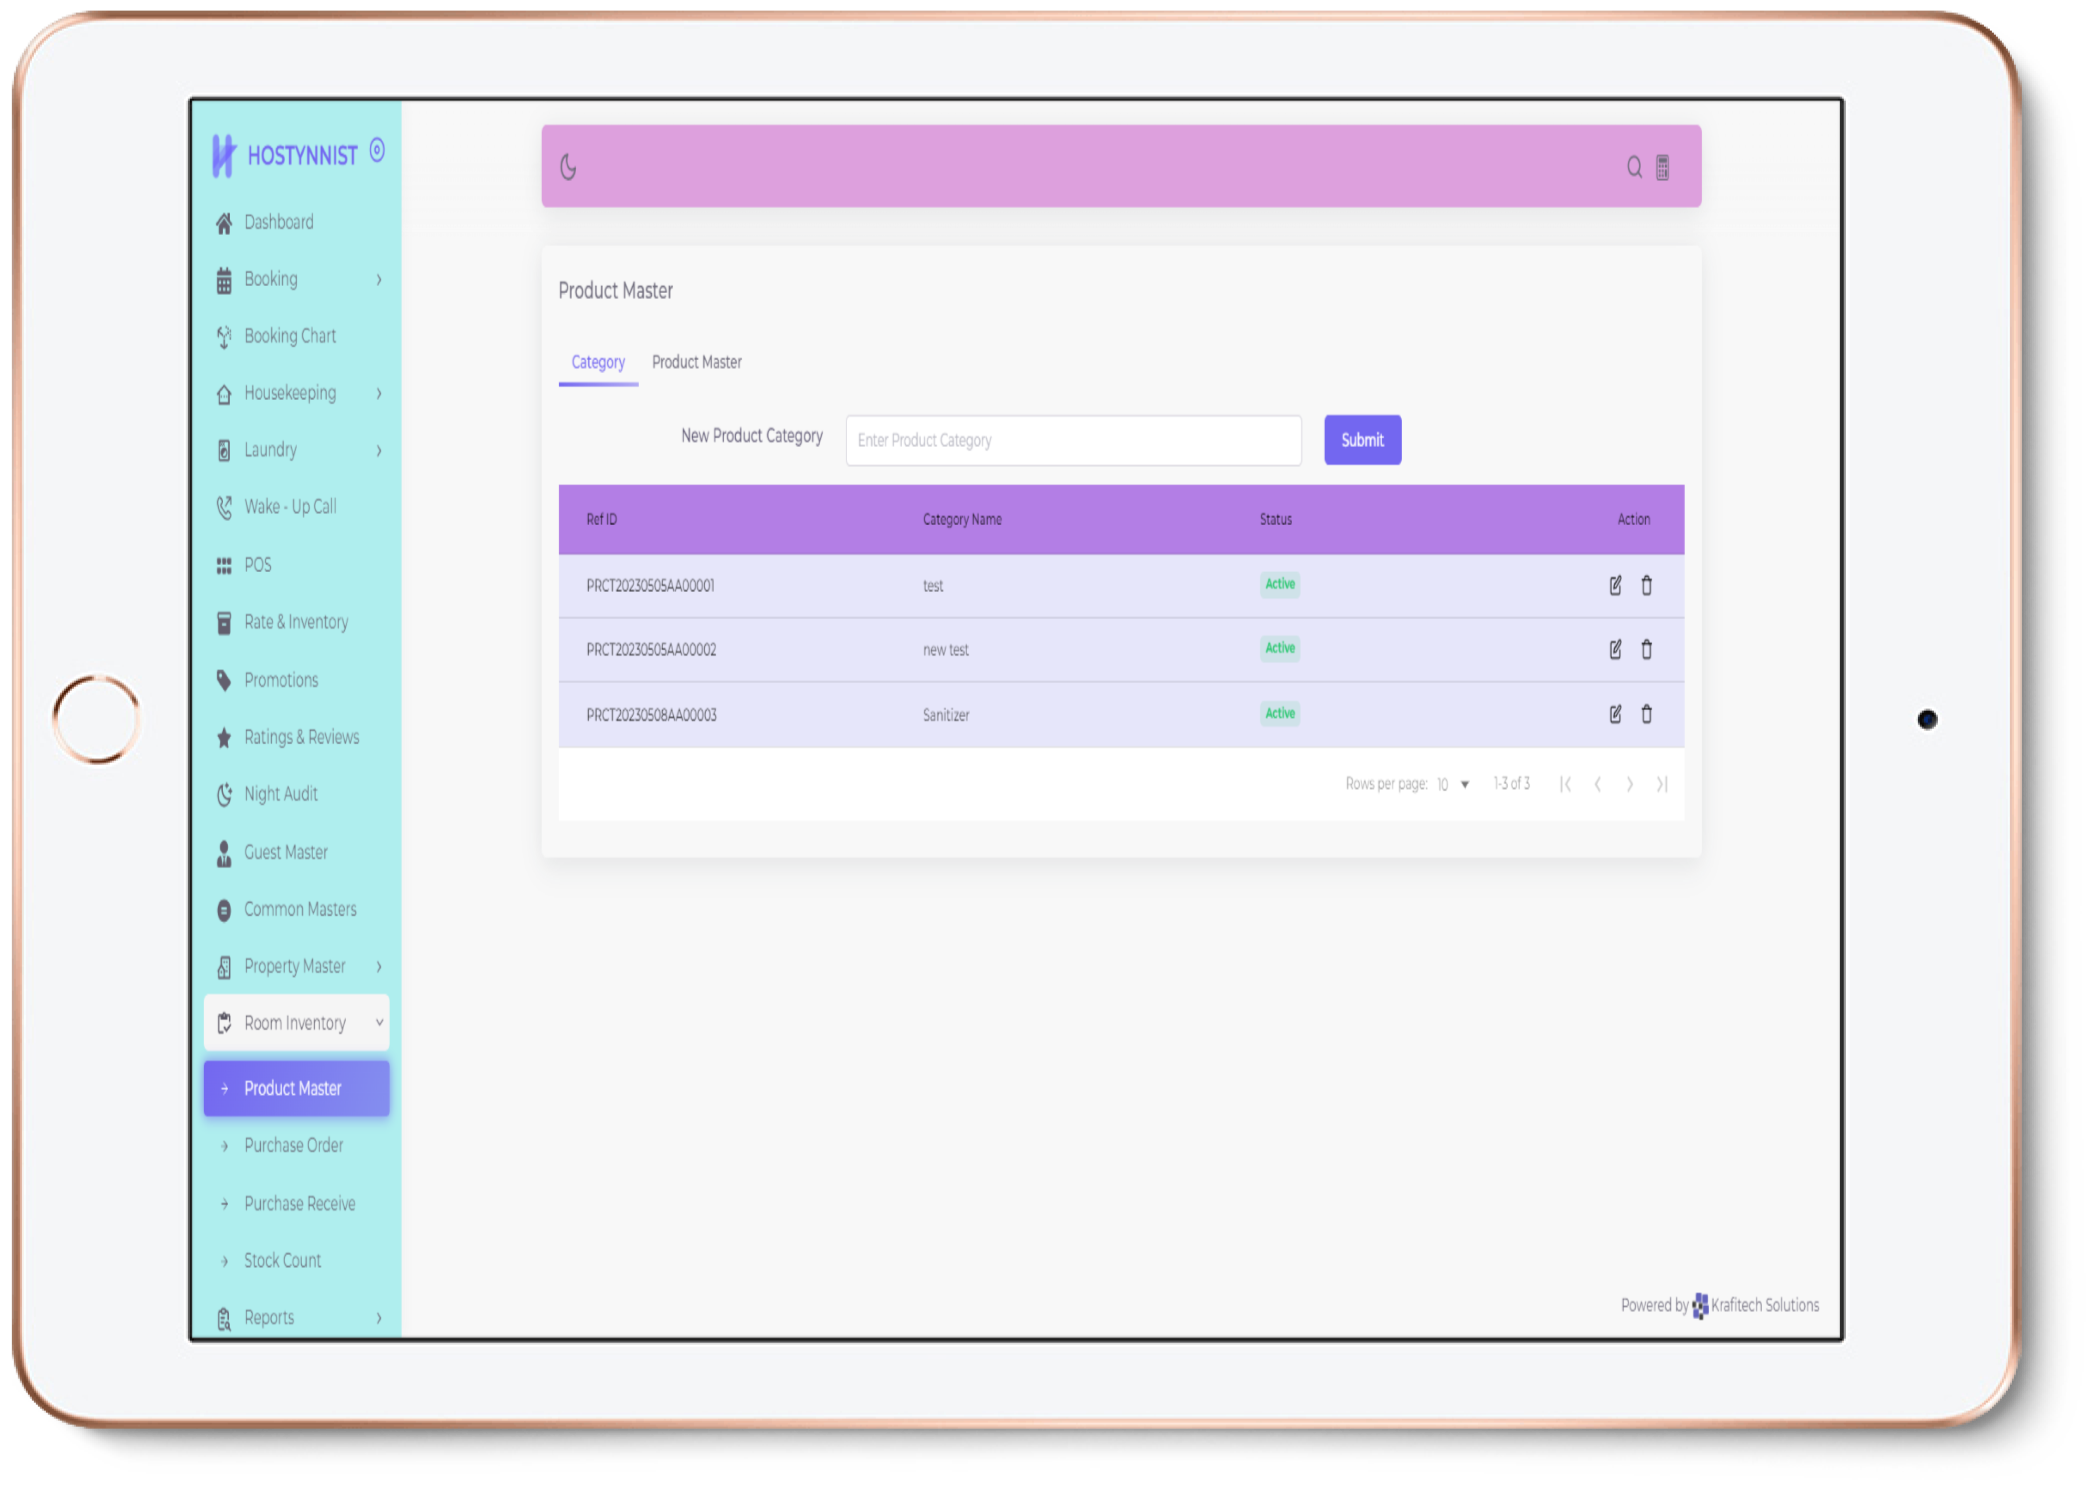 HOSTYNNIST
Dashboard
Booking
Booking Chart
Housekeeping
Laundry
Wake - Up Call
POS
Rate & Inventory
Promotions
Ratings & Reviews
Night Audit
Guest Master
Common Masters
Property Master
Room Inventory
Product Master
Purchase Order
Purchase Receive
Stock Count
Reports
Product Master
Category Product Master
New Product Category Enter Product Category Submit
Ref ID Category Name Status Action
PRCT20230505AA00001 test Active
PRCT20230505AA00002 new test Active
PRCT20230508AA00003 Sanitizer Active
Rows per page: 10 1-3 of 3
Powered by Krafitech Solutions